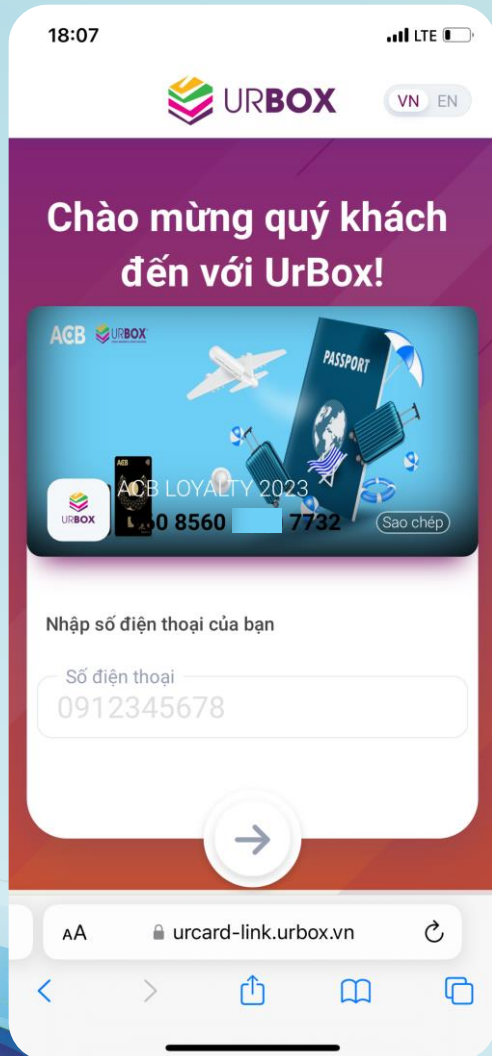 18:07
LTE
URBOX
VN EN
Chào mừng quý khách
đến với UrBox!
ACB URBOX
PASSPORT
ACB
ACB LOYALTY 2023
URBOX
60 8560 7732
Sao chép
Nhập số điện thoại của bạn
Số điện thoại
0912345678
AA
urcard-link.urbox.vn